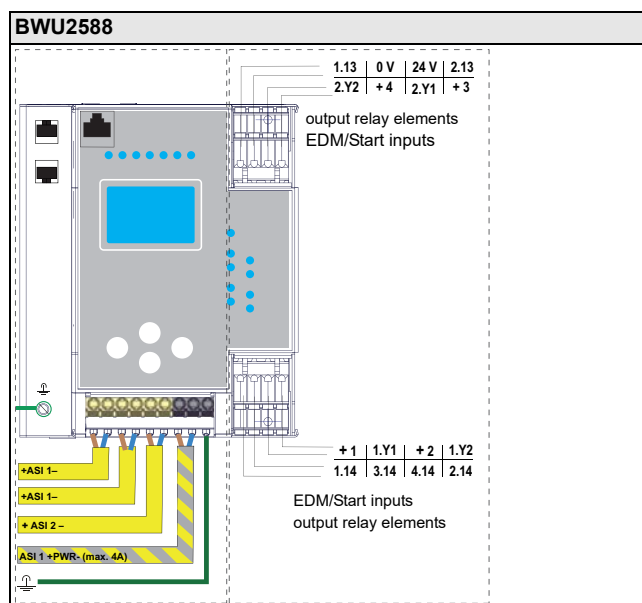 BWU2588
1.13 0 V 24 V 2.13
2.Y2 + 4 2.Y1 + 3
output relay elements
EDM/Start inputs
+ 1 1.Y1 + 2 1.Y2
1.14 3.14 4.14 2.14
EDM/Start inputs
output relay elements
+ASI 1–
+ASI 1–
+ ASI 2 –
ASI 1 +PWR- (max. 4A)